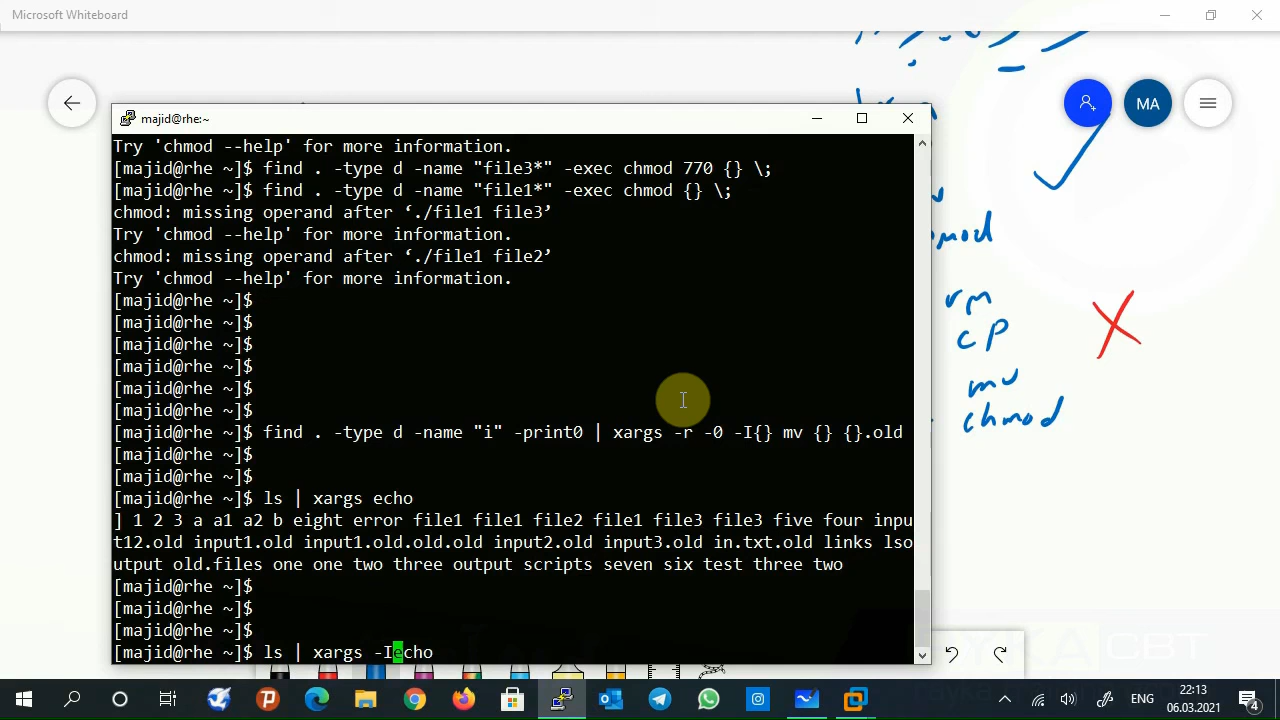 Microsoft Whiteboard
MA
majid@rhe:~
Try 'chmod --help' for more information.
[majid@rhe ~]$ find . -type d -name "file3*" -exec chmod 770 {} \;
[majid@rhe ~]$ find . -type d -name "file1*" -exec chmod {} \;
chmod: missing operand after ‘./file1 file3’
Try 'chmod --help' for more information.
chmod: missing operand after ‘./file1 file2’
Try 'chmod --help' for more information.
[majid@rhe ~]$
[majid@rhe ~]$
[majid@rhe ~]$
[majid@rhe ~]$
[majid@rhe ~]$
[majid@rhe ~]$
[majid@rhe ~]$ find . -type d -name "i" -print0 | xargs -r -0 -I{} mv {} {}.old
[majid@rhe ~]$
[majid@rhe ~]$
[majid@rhe ~]$ ls | xargs echo
] 1 2 3 a a1 a2 b eight error file1 file1 file2 file1 file3 file3 five four inpu
t12.old input1.old input1.old.old.old input2.old input3.old in.txt.old links lso
utput old.files one one two three output scripts seven six test three two
[majid@rhe ~]$
[majid@rhe ~]$
[majid@rhe ~]$
[majid@rhe ~]$ ls | xargs -Iecho
rm
cp
mv
chmod
CBT
ENG
22:13
06.03.2021
4